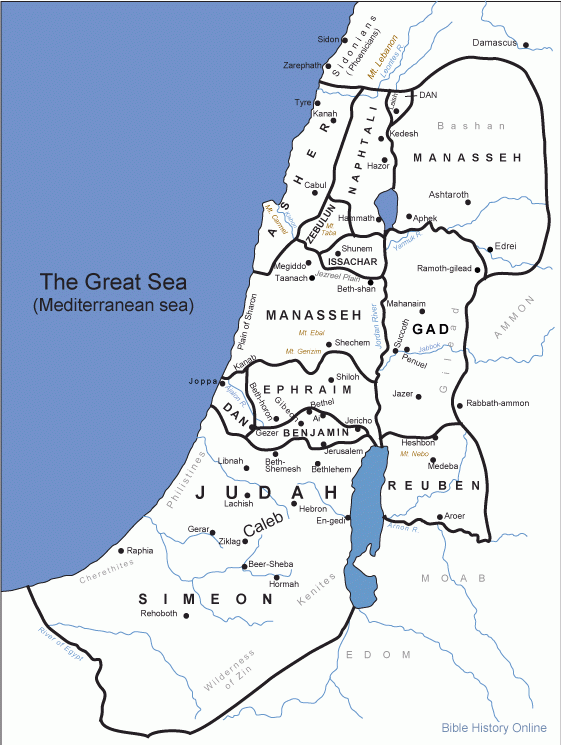 Sidon
Sidonians
(Phoenicians)
Mt. Lebanon
Leontes R
Damascus
Zarephath
Tyre
Kanah
DAN
Kedesh
Bashan
MANASSEH
NAPHTALI
Hazor
ASHER
Cabul
Ashtaroth
ZEBULUN
Mt
Taba
Hammath
Aphek
Mt. Carmel
Yarmuk R.
Edrei
Shunem
ISSACHAR
Megiddo
Taanach
Jezreel Plain
Beth-shan
Ramoth-gilead
The Great Sea
(Mediterranean sea)
Plain of Sharon
MANASSEH
Mt Ebal
Shechem
Mt. Gerizim
Jordan River
Mahanaim
GAD
Succoth
Penuel
Jabbok
Gilead
AMMON
Kanah
Joppa
EPHRAIM
Shiloh
Beth-horon
Gibeon
Bethel
Ai
Jericho
Jazer
Rabbath-ammon
DAN
Gezer
BENJAMIN
Jerusalem
Heshbon
Mt. Nebo
Medeba
Philistines
Libnah
Beth-
Shemesh
Bethlehem
REUBEN
JUDAH
Lachish
Hebron
En-gedi
Aroer
Arnon R
Caleb
Gerar
Ziklag
Raphia
Cherethites
Beer-Sheba
Hormah
Kenites
MOAB
SIMEON
Rehoboth
River of Egypt
Wilderness
of Zin
EDOM
Bible History Online